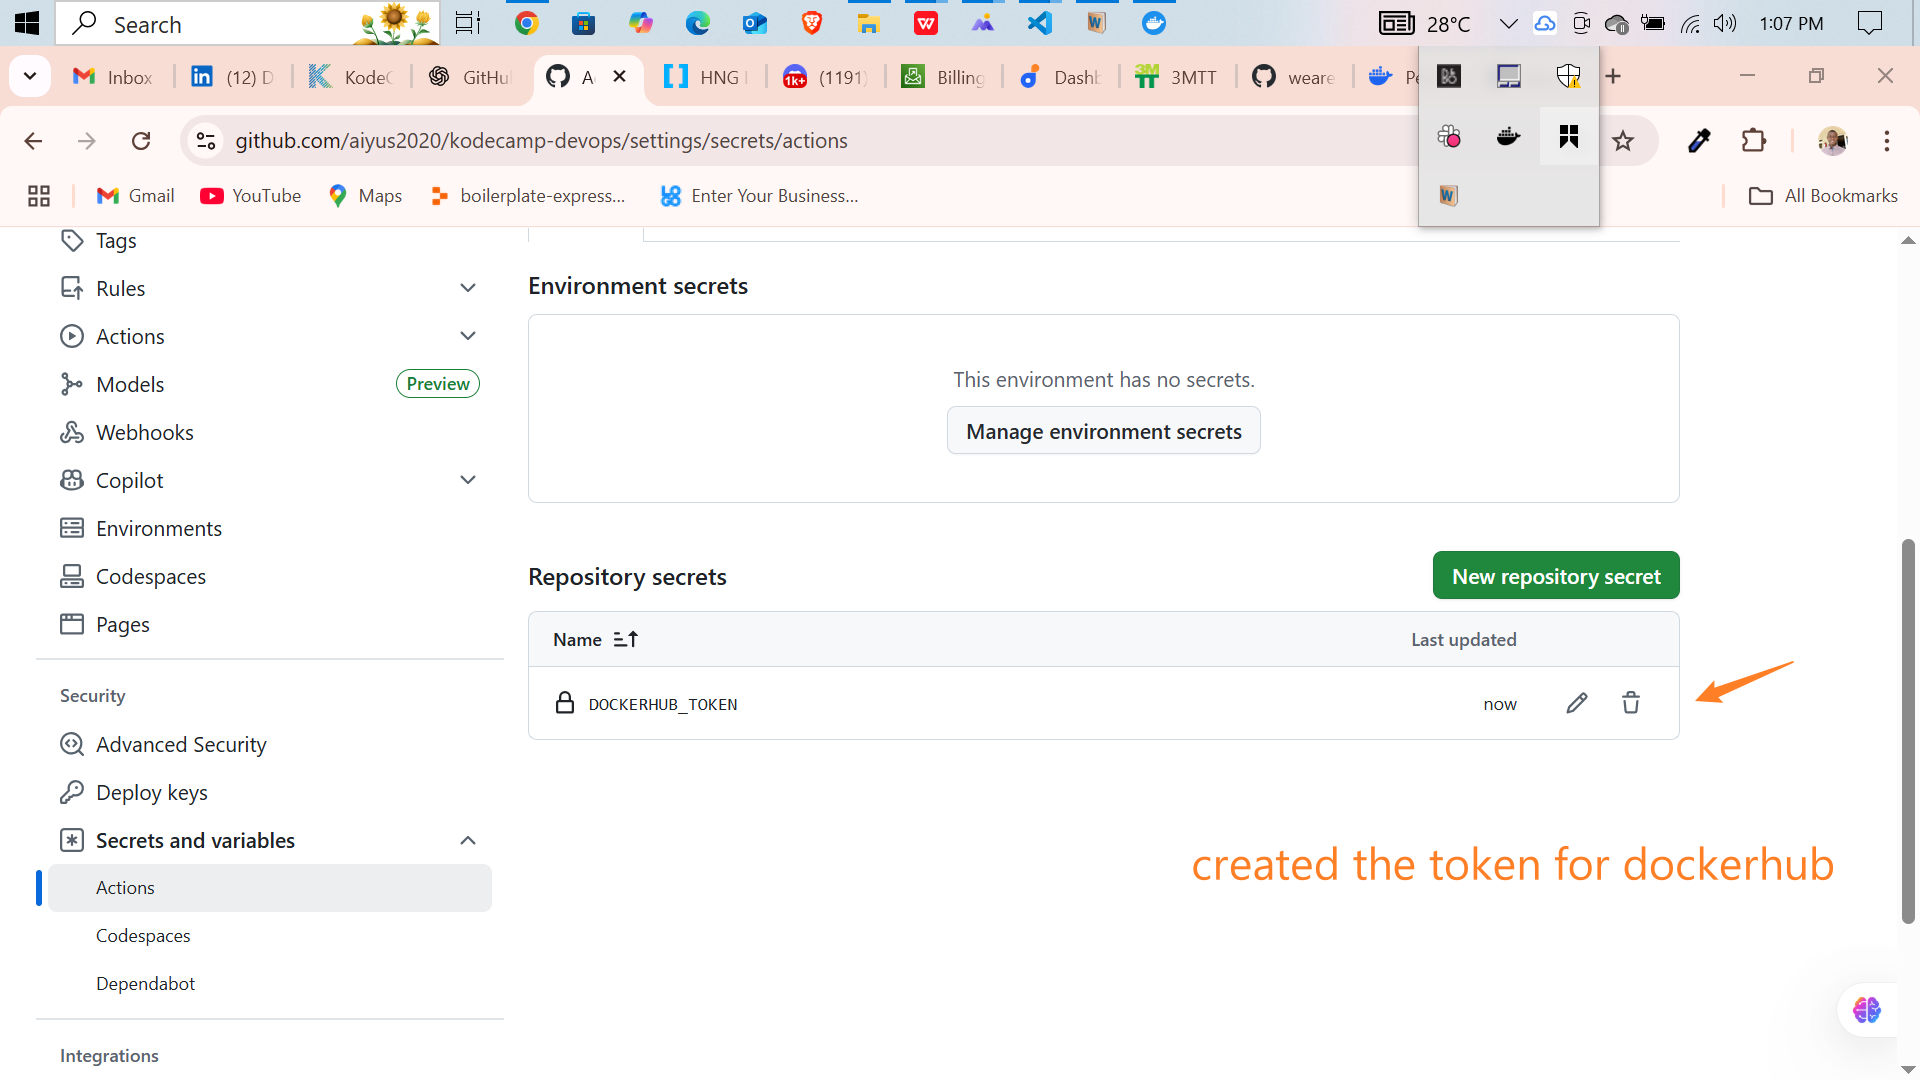 Search
28°C
1:07 PM
Inbox
(12) D
KodeC
GitHu
A
HNG
(1191)
Billing
Dashb
3MTT
weare
Pe
github.com/aiyus2020/kodecamp-devops/settings/secrets/actions
Gmail
YouTube
Maps
boilerplate-express...
Enter Your Business...
All Bookmarks
Tags
Rules
Actions
Models
Preview
Webhooks
Copilot
Environments
Codespaces
Pages
Security
Advanced Security
Deploy keys
Secrets and variables
Actions
Codespaces
Dependabot
Integrations
Environment secrets
This environment has no secrets.
Manage environment secrets
Repository secrets
New repository secret
Name
Last updated
DOCKERHUB_TOKEN
now
created the token for dockerhub